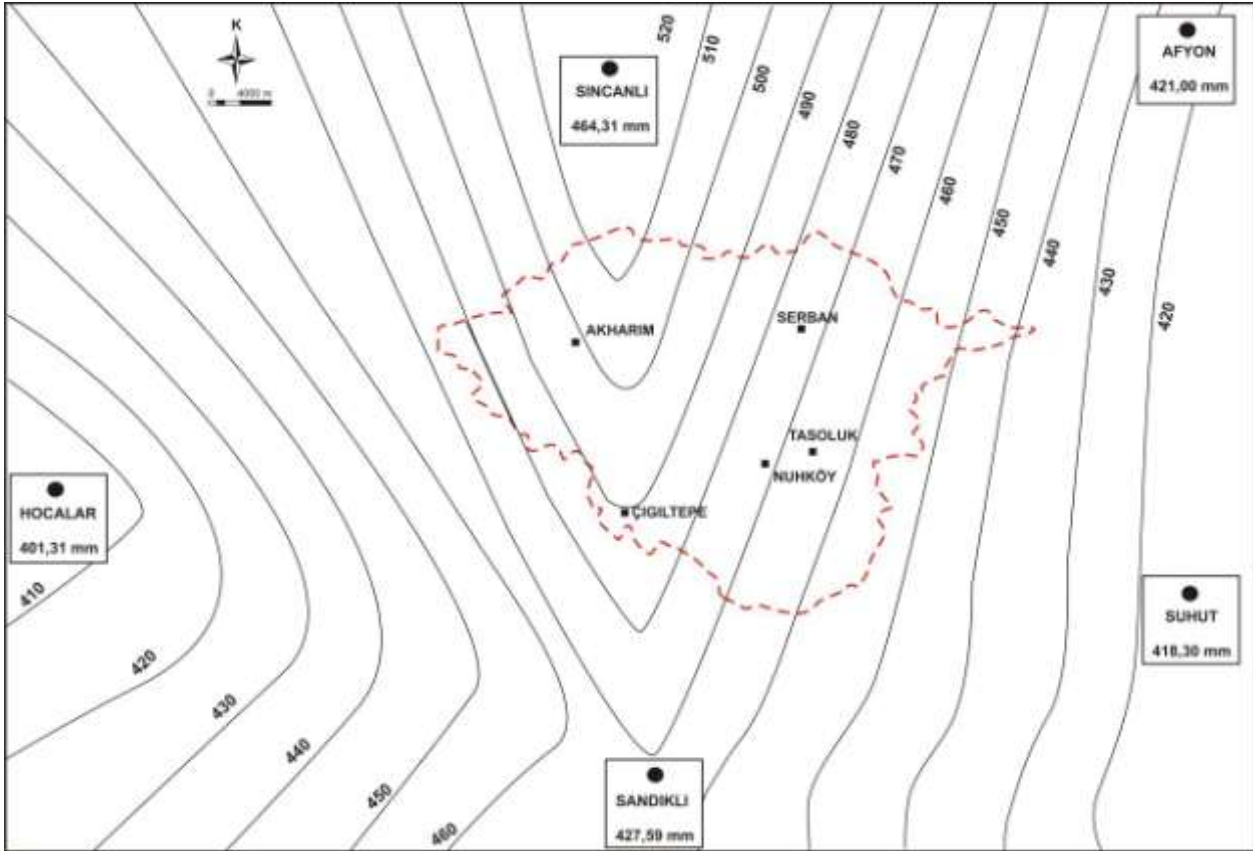 K
0 4000 m
SINCANLI
464,31 mm
AFYON
421,00 mm
520
510
500
490
480
470
460
450
440
430
420
AKHARIM
SERBAN
TASOLUK
NUHKÖY
ÇIGILTEPE
HOCALAR
401,31 mm
410
420
430
440
450
460
SUHUT
418,30 mm
SANDIKLI
427,59 mm